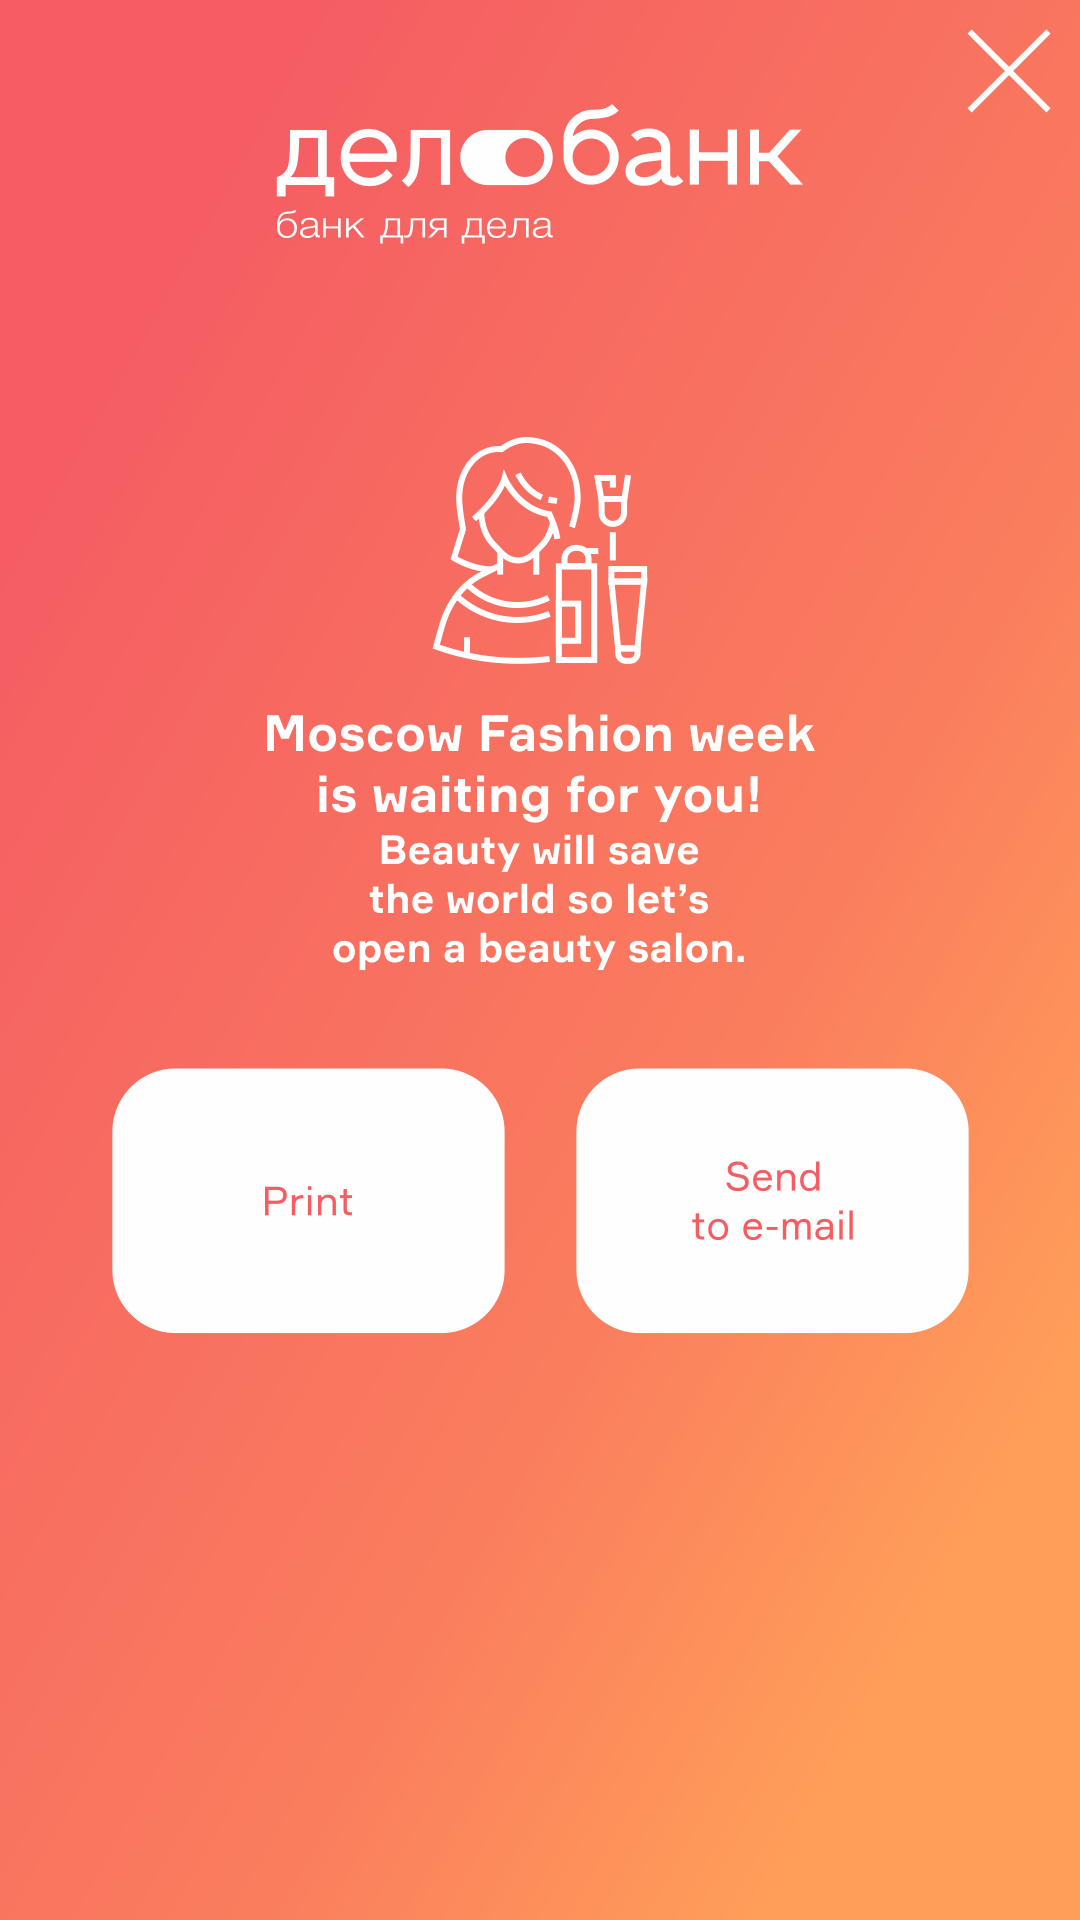 делобанк
банк для дела
Moscow Fashion week
is waiting for you!
Beauty will save
the world so let’s
open a beauty salon.
Print
Send
to e-mail